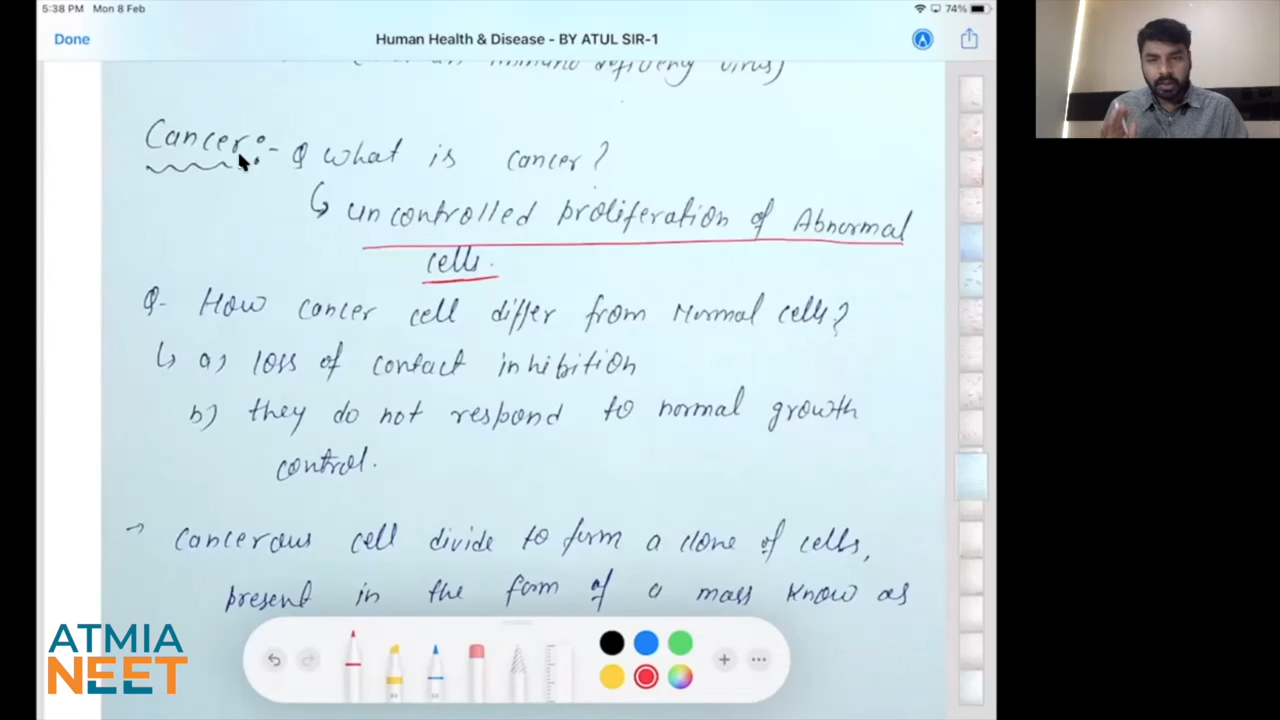 5:38 PM Mon 8 Feb
74%
Done
Human Health & Disease - BY ATUL SIR-1
virus)
Cancer:- Q What is cancer?
↳ uncontrolled proliferation of Abnormal
cells.
Q- How cancer cell differ from Normal cells?
↳ a) loss of contact inhibition
b) they do not respond to normal growth
control.
→ Cancerous cell divide to form a clone of cells,
present in the form of a mass know as
ATMIA
NEET